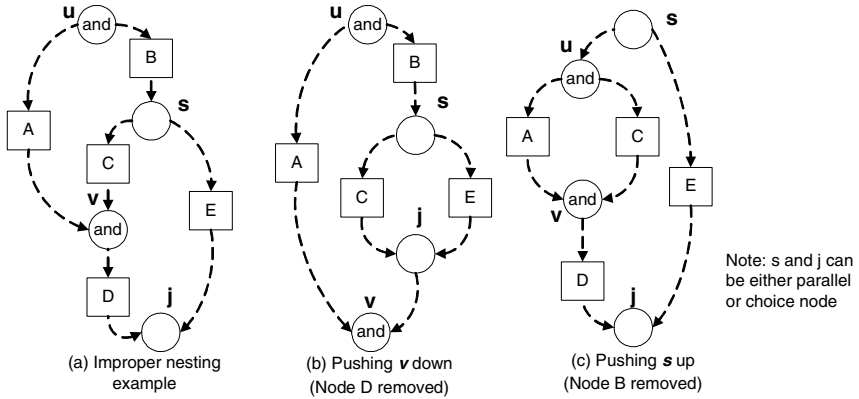 u
and
B
s
A
C
v
and
E
D
j
(a) Improper nesting
example
u
and
B
s
A
C
E
j
v
and
(b) Pushing v down
(Node D removed)
s
u
and
A
C
and
v
E
D
j
(c) Pushing s up
(Node B removed)
Note: s and j can
be either parallel
or choice node